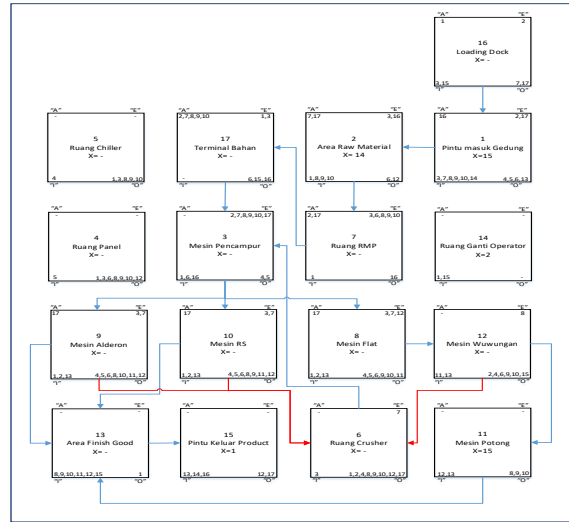 "A" "E"
1 2
16
Loading Dock
X= -
3,15 7,17
"I" "O"
"A" "E"
- -
5
Ruang Chiller
X= -
4 1,3,8,9,10
"I" "O"
"A" "E"
2,7,8,9,10 1,3
17
Terminal Bahan
X= -
- 6,15,16
"I" "O"
"A" "E"
7,17 3,16
2
Area Raw Material
X= 14
1,8,9,10 6,12
"I" "O"
"A" "E"
16 2,17
1
Pintu masuk Gedung
X=15
3,7,8,9,10,14 4,5,6,13
"I" "O"
"A" "E"
- -
4
Ruang Panel
X= -
5 1,3,6,8,9,10,12
"I" "O"
"A" "E"
- 2,7,8,9,10,17
3
Mesin Pencampur
X= -
1,6,16 4,5
"I" "O"
"A" "E"
2,17 3,6,8,9,10
7
Ruang RMP
X= -
1 16
"I" "O"
"A" "E"
- -
14
Ruang Ganti Operator
X=2
1,15 -
"I" "O"
"A" "E"
17 3,7
9
Mesin Alderon
X= -
1,2,13 4,5,6,8,10,11,12
"I" "O"
"A" "E"
17 3,7
10
Mesin RS
X= -
1,2,13 4,5,6,8,9,11,12
"I" "O"
"A" "E"
17 3,7,12
8
Mesin Flat
X= -
1,2,13 4,5,6,9,10,11
"I" "O"
"A" "E"
- 8
12
Mesin Wuwungan
X= -
11,13 2,4,6,9,10,15
"I" "O"
"A" "E"
- -
13
Area Finish Good
X= -
8,9,10,11,12,15 1
"I" "O"
"A" "E"
- -
15
Pintu Keluar Product
X=1
13,14,16 12,17
"I" "O"
"A" "E"
- 7
6
Ruang Crusher
X= -
3 1,2,4,8,9,10,12,17
"I" "O"
"A" "E"
- -
11
Mesin Potong
X=15
12,13 8,9,10
"I" "O"